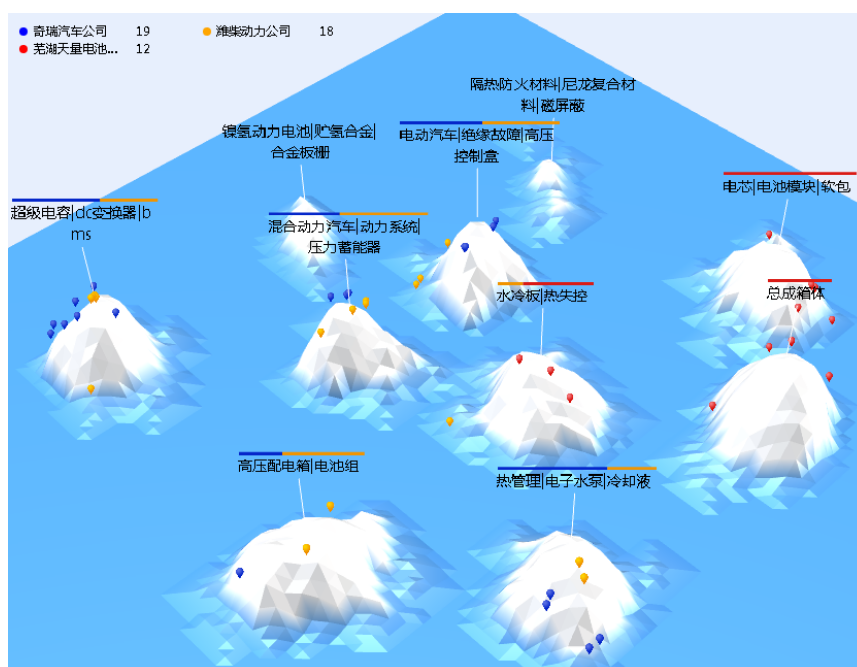 奇瑞汽车公司 19
潍柴动力公司 18
芜湖天量电池... 12
隔热防火材料|尼龙复合材
料|磁屏蔽
镍氢动力电池|贮氢合金|
合金板栅
电动汽车|绝缘故障|高压
控制盒
电芯|电池模块|软包
超级电容|dc变换器|b
ms
混合动力汽车|动力系统|
压力蓄能器
水冷板|热失控
总成箱体
高压配电箱|电池组
热管理|电子水泵|冷却液